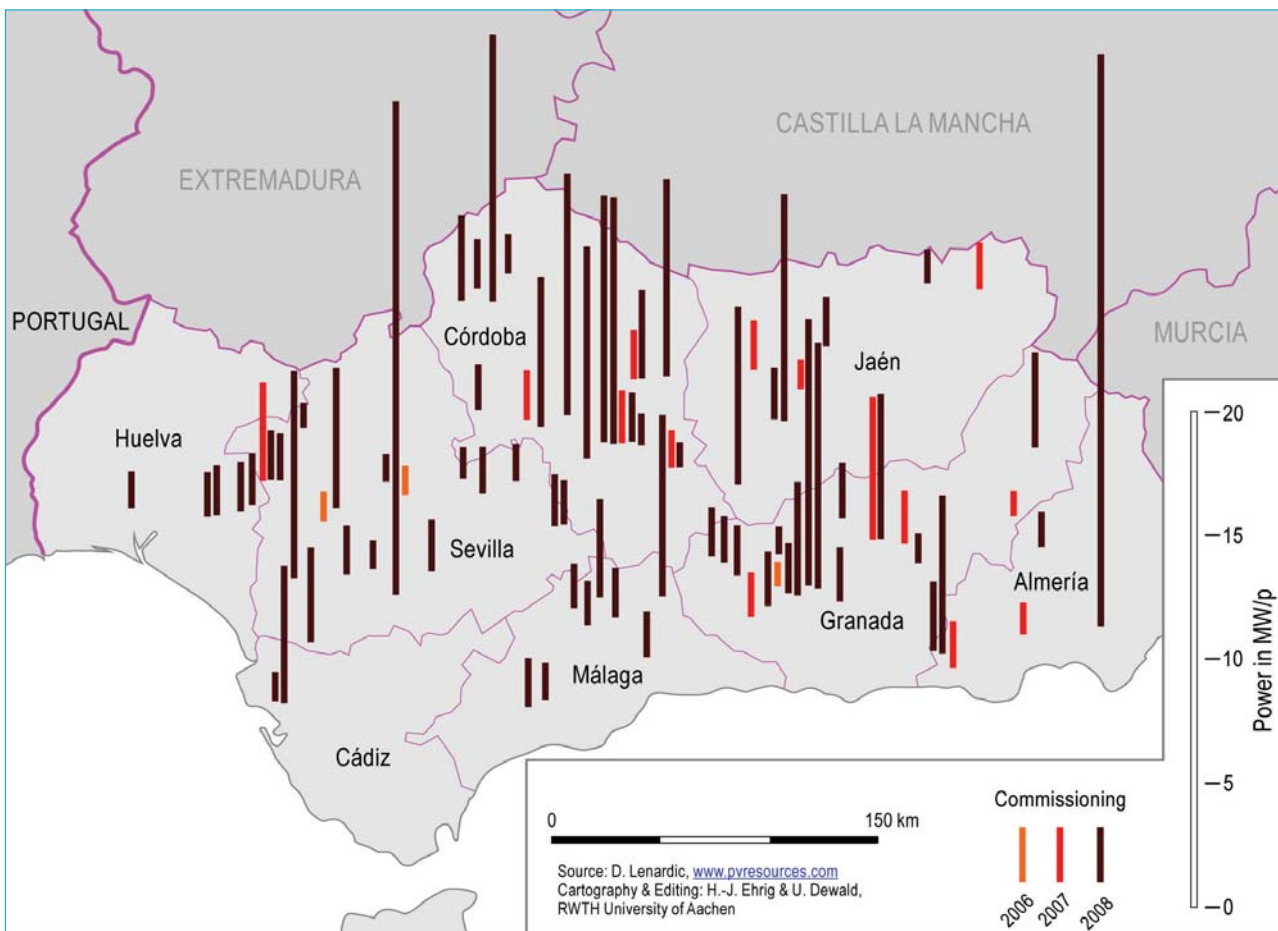 CASTILLA LA MANCHA
EXTREMADURA
PORTUGAL
MURCIA
Córdoba
Jaén
Huelva
Sevilla
Almería
Granada
Málaga
Cádiz
20
15
10
5
0
Power in MW/p
0 150 km
Source: D. Lenardic, www.pvresources.com
Cartography & Editing: H.-J. Ehrig & U. Dewald,
RWTH University of Aachen
Commissioning
2006 2007 2008